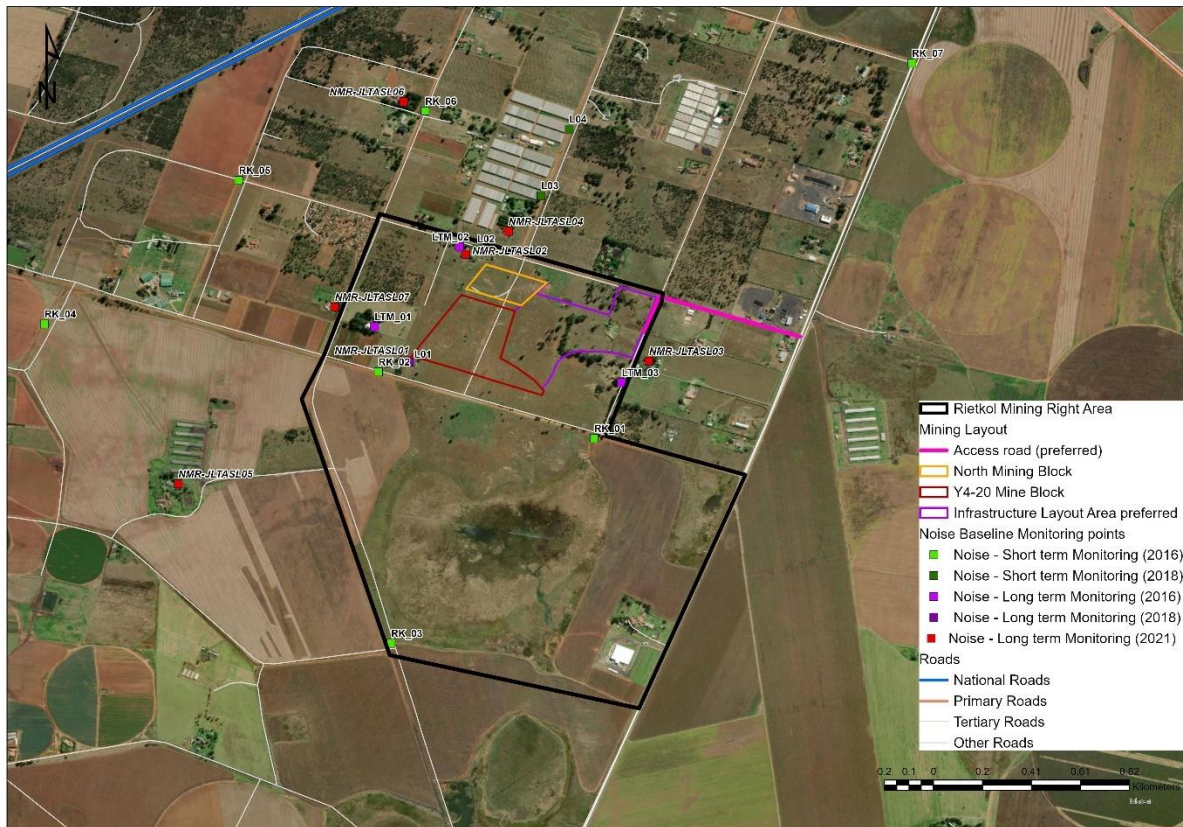 N
RK_07
NMR-JLTASL06
RK_06
L04
RK_05
L03
NMR-JLTASL04
LTM_02
L02
NMR-JLTASL02
NMR-JLTASL07
RK_04
LTM_01
NMR-JLTASL01
L01
RK_02
NMR-JLTASL03
LTM_03
RK_01
NMR-JLTASL05
RK_03
Rietkol Mining Right Area
Mining Layout
Access road (preferred)
North Mining Block
Y4-20 Mine Block
Infrastructure Layout Area preferred
Noise Baseline Monitoring points
Noise - Short term Monitoring (2016)
Noise - Short term Monitoring (2018)
Noise - Long term Monitoring (2016)
Noise - Long term Monitoring (2018)
Noise - Long term Monitoring (2021)
Roads
National Roads
Primary Roads
Tertiary Roads
Other Roads
0.2 0.1 0 0.2 0.41 0.61 0.82
Kilometers